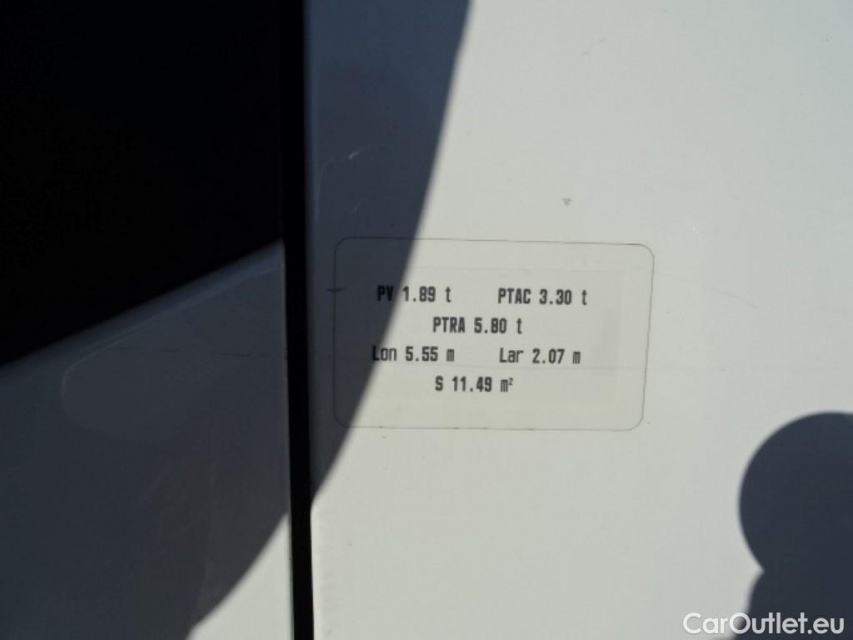 PV 1.89 t PTAC 3.30 t
PTRA 5.80 t
Lon 5.55 m Lar 2.07 m
S 11.49 m²
CarOutlet.eu